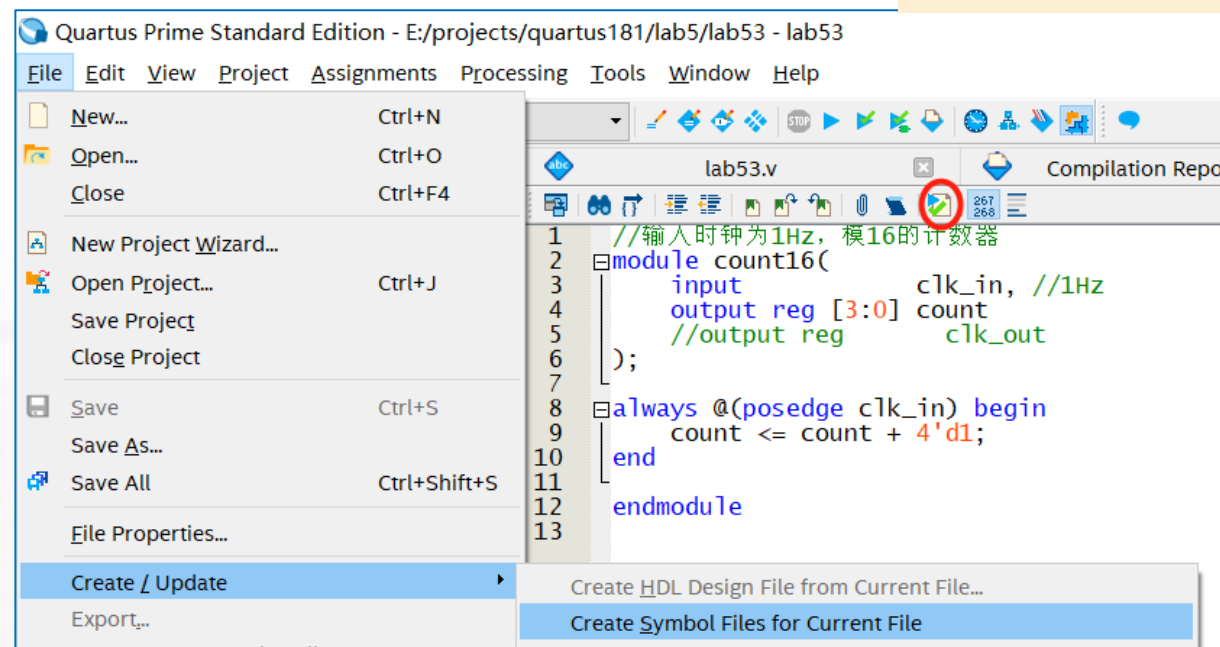 Quartus Prime Standard Edition - E:/projects/quartus181/lab5/lab53 - lab53
File Edit View Project Assignments Processing Tools Window Help
New... Ctrl+N
Open... Ctrl+O
Close Ctrl+F4
New Project Wizard...
Open Project... Ctrl+J
Save Project
Close Project
Save Ctrl+S
Save As...
Save All Ctrl+Shift+S
File Properties...
Create / Update
Export...
Create HDL Design File from Current File...
Create Symbol Files for Current File
STOP
abc lab53.v Compilation Repo
267
268
1 //输入时钟为1Hz，模16的计数器
2 module count16(
3 input clk_in, //1Hz
4 output reg [3:0] count
5 //output reg clk_out
6 );
7
8 always @(posedge clk_in) begin
9 count <= count + 4'd1;
10 end
11
12 endmodule
13